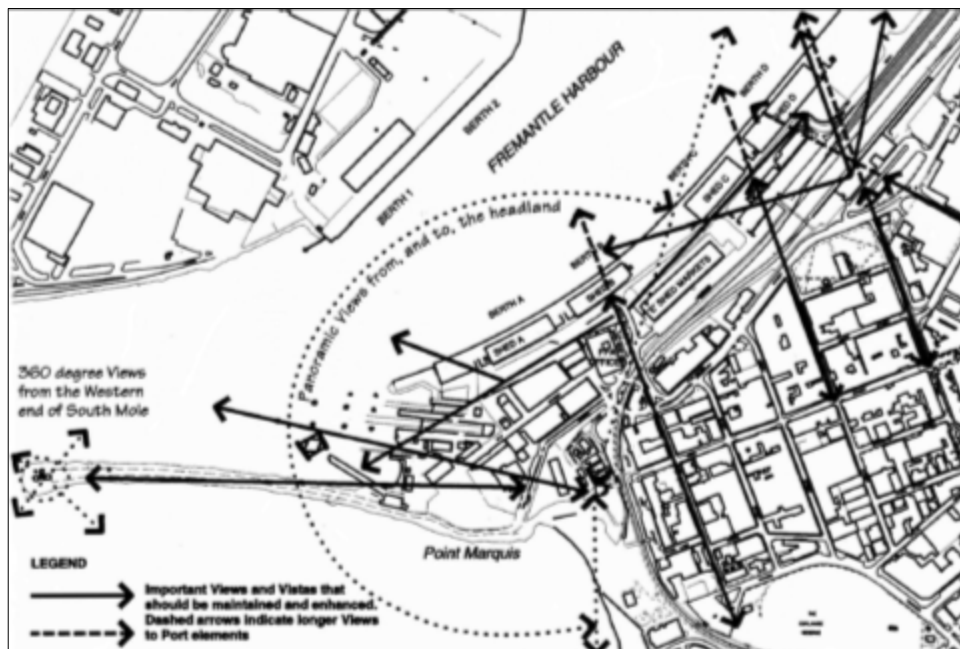 FREMANTLE HARBOUR
BERTH 2
BERTH 1
BERTH D
SHED D
BERTH C
SHED C
SHED MARKETS
BERTH A
SHED A
Panoramic Views from, and to, the headland
360 degree Views
from the Western
end of South Mole
Point Marquis
LEGEND
Important Views and Vistas that
should be maintained and enhanced.
Dashed arrows indicate longer Views
to Port elements